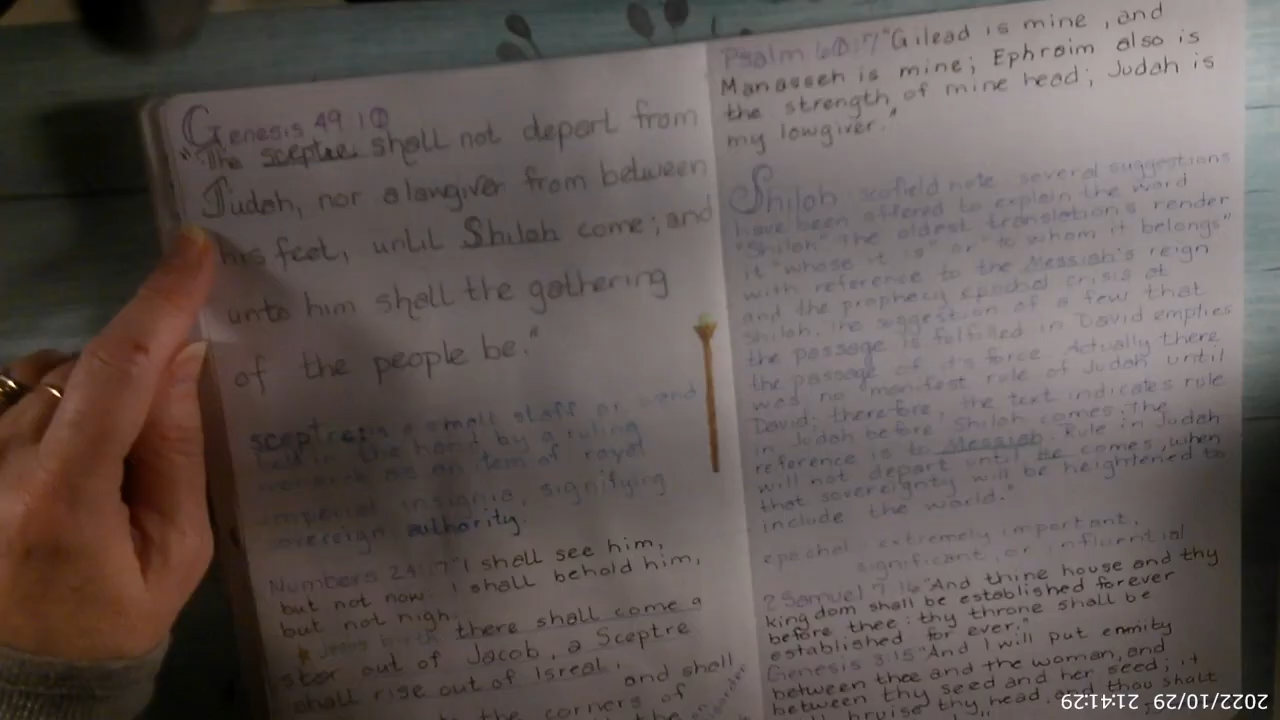 Genesis 49:10
"The sceptre shall not depart from
Judah, nor a lawgiver from between
his feet, until Shiloh come; and
unto him shall the gathering
of the people be."
sceptre: a small staff or wand
held in the hand by a ruling
as an item of royal
imperial insignia, signifying
sovereign authority.
Numbers 24:17 "I shall see him,
but not now: I shall behold him,
but not nigh:
Jesus birth there shall come a
star out of Jacob, a Sceptre
shall rise out of Isreal,
and shall
the corners of
the
Psalm 60:7 "Gilead is mine, and
Manasseh is mine; Ephraim also is
the strength of mine head; Judah is
my lawgiver."
Shiloh scofield note several suggestions
have been offered to explain the word
"Shiloh" The oldest translations render
it "whose it is" or "to whom it belongs"
with reference to the Messiah's reign
and the prophecy epochal crisis at
Shiloh. The suggestion of a few that
the passage is fulfilled in David empties
the passage of it's force. Actually there
was no "manifest rule of Judah until
David; therefore, the text indicates rule
in Judah before Shiloh comes. The
reference is to Messiah. Rule in Judah
will not depart until He comes, when
that sovereignty will be heightened to
include the world."
epochal: extremely important,
significant, or influential
2 Samuel 7:16 "And thine house and thy
kingdom shall be established forever
before thee: thy throne shall be
established for ever."
Genesis 3:15 "And I will put enmity
between thee and the woman, and
between thy seed and her seed; it
bruise thy head, and thou shalt
2022/10/29 21:41:29